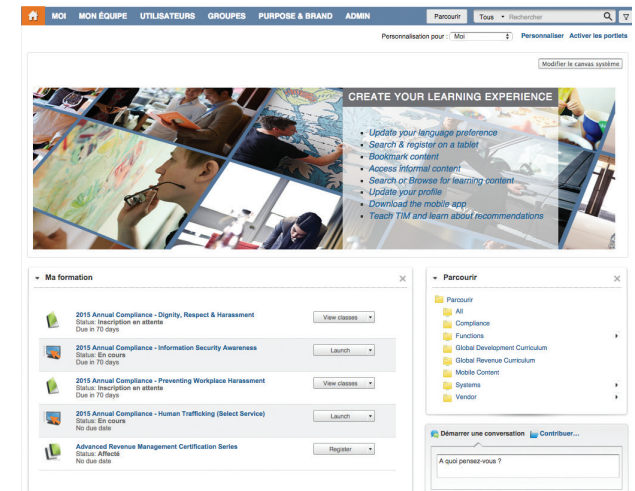 MOI MON ÉQUIPE UTILISATEURS GROUPES PURPOSE & BRAND ADMIN Parcourir Tous Rechercher
Personnalisation pour : Moi Personnaliser Activer les portlets
Modifier le canvas système
CREATE YOUR LEARNING EXPERIENCE
Update your language preference
Search & register on a tablet
Bookmark content
Access informal content
Search or Browse for learning content
Update your profile
Download the mobile app
Teach TIM and learn about recommendations
Ma formation
2015 Annual Compliance - Dignity, Respect & Harassment
Status: Inscription en attente
Due in 70 days
View classes
2015 Annual Compliance - Information Security Awareness
Status: En cours
Due in 70 days
Launch
2015 Annual Compliance - Preventing Workplace Harassment
Status: Inscription en attente
Due in 70 days
View classes
2015 Annual Compliance - Human Trafficking (Select Service)
Status: En cours
No due date
Launch
Advanced Revenue Management Certification Series
Status: Affecté
No due date
Register
Parcourir
Parcourir
All
Compliance
Functions
Global Development Curriculum
Global Revenue Curriculum
Mobile Content
Systems
Vendor
Démarrer une conversation Contribuer...
A quoi pensez-vous ?